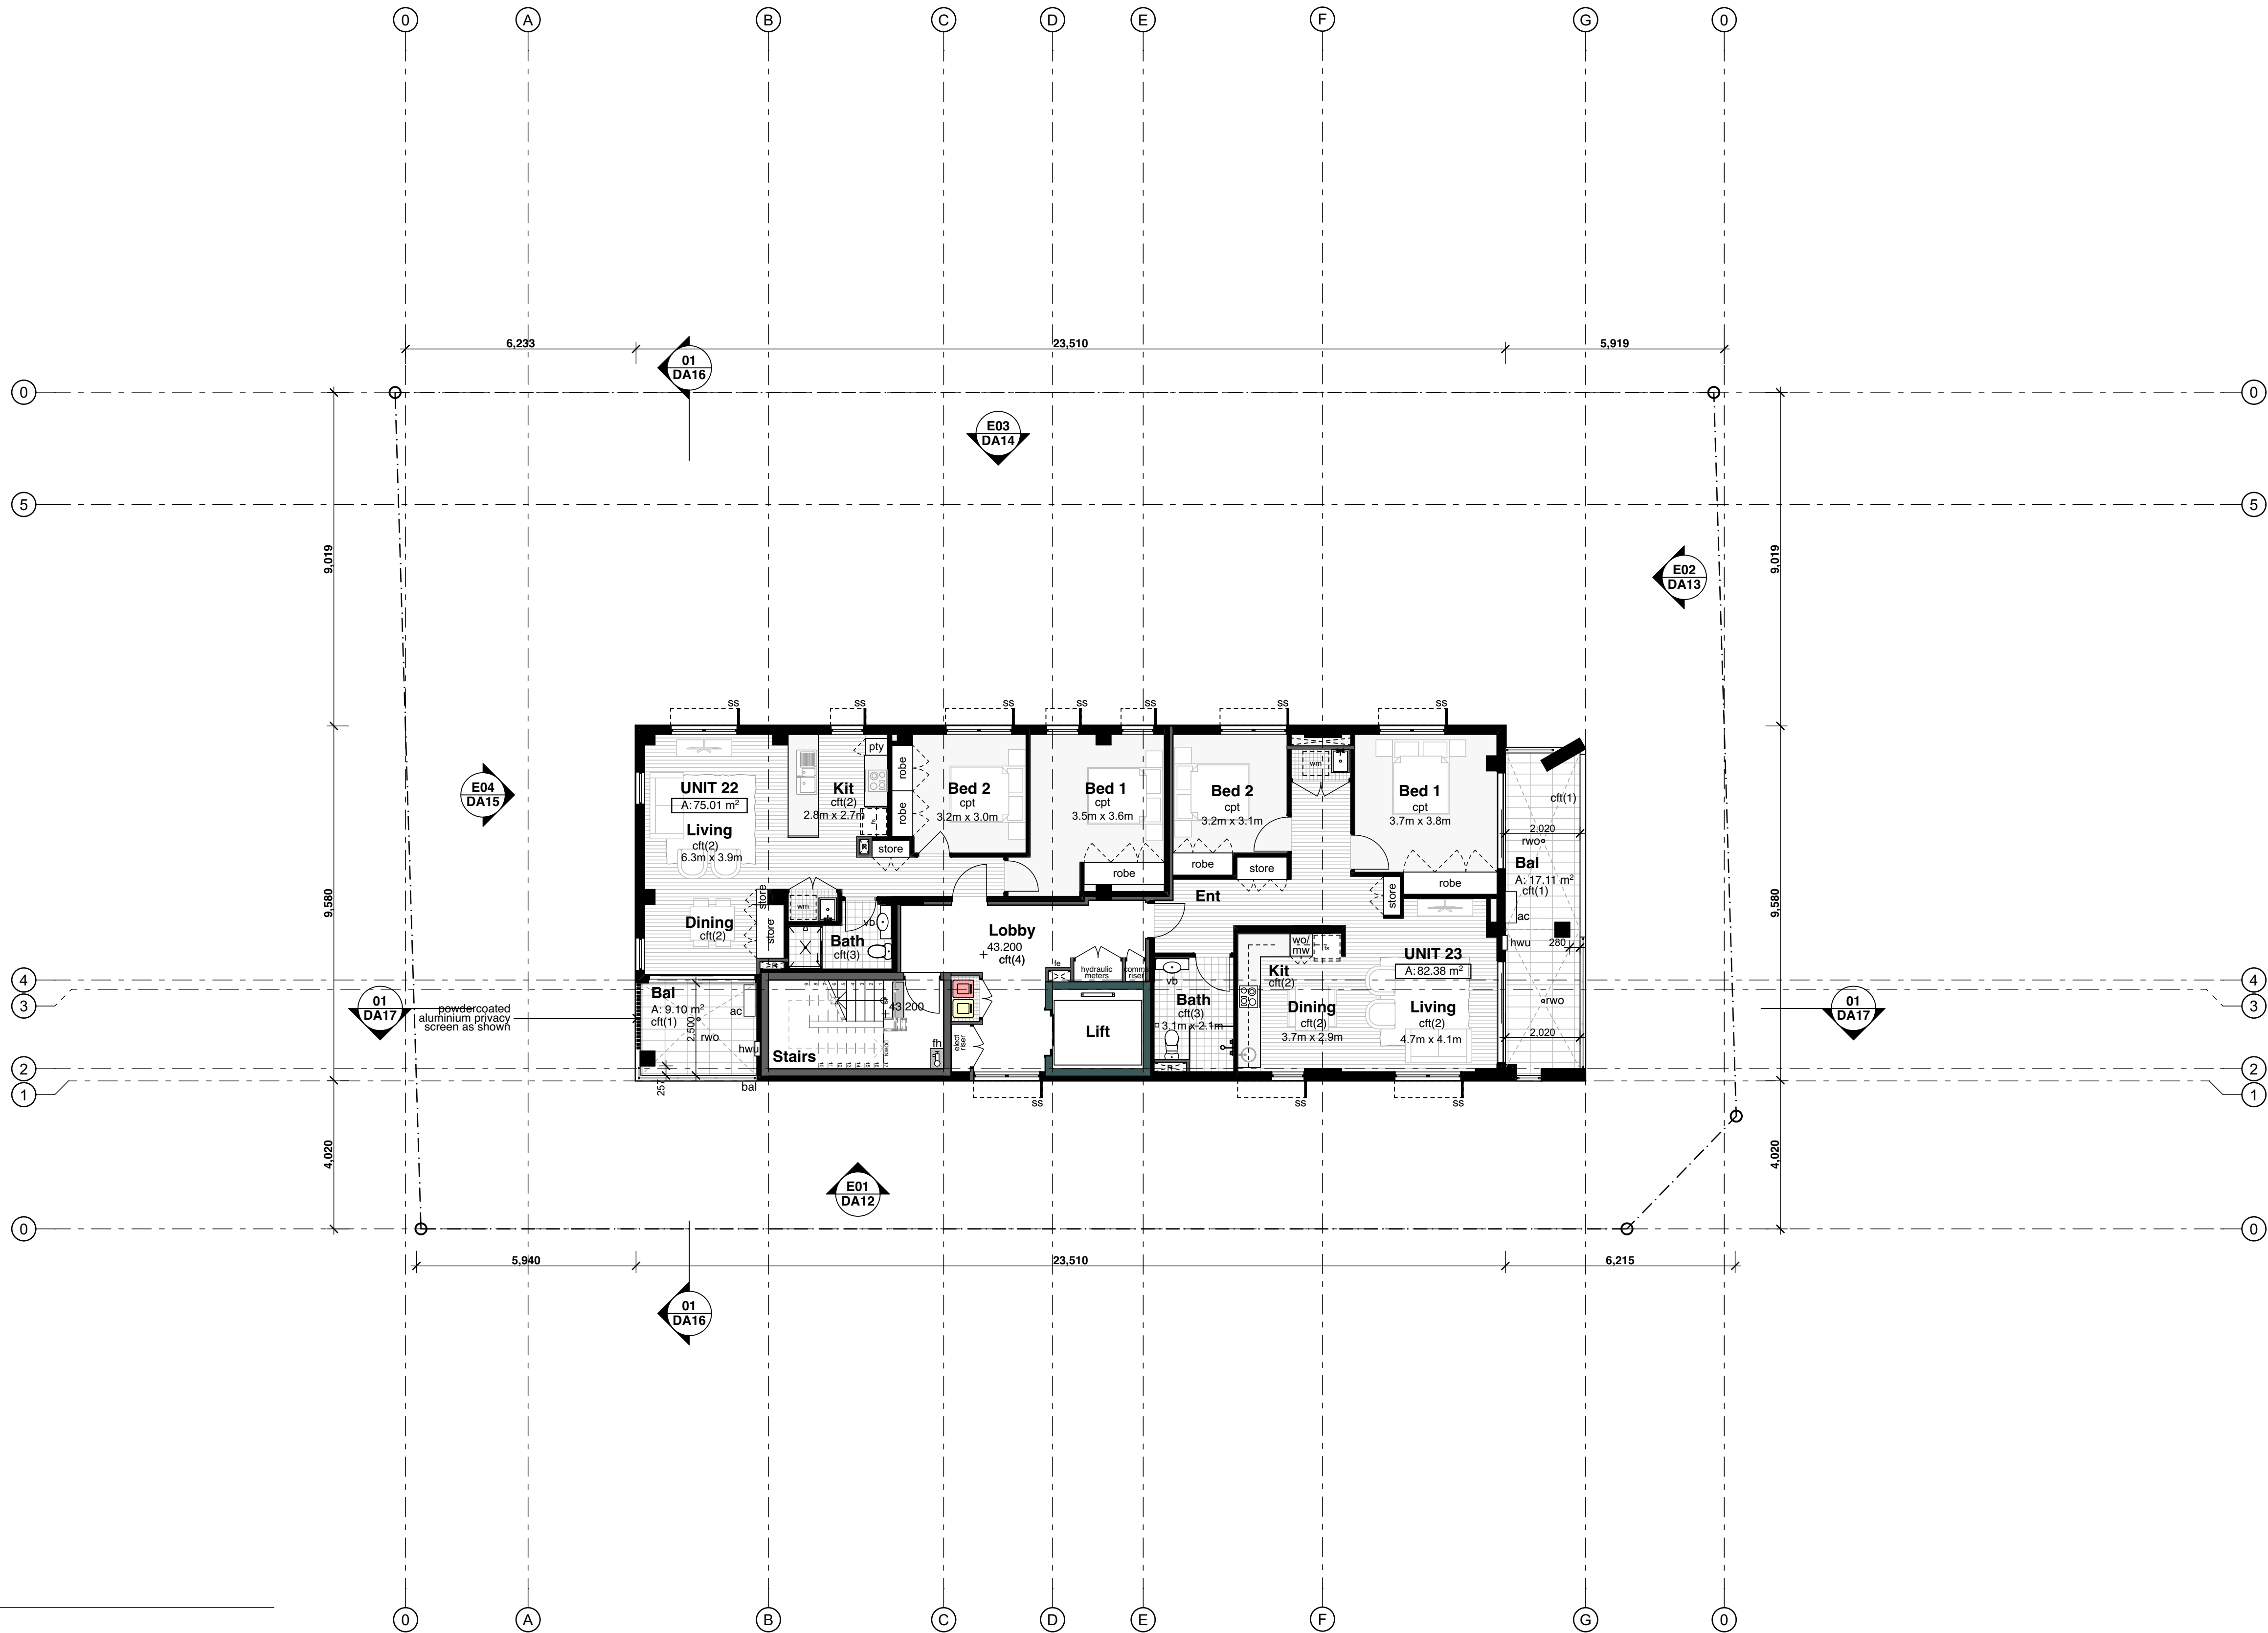 0 A B C D E F G 0
6,233 23,510 5,919
01
DA16
0 0
E03
DA14
5 5
9,019 9,019
E02
DA13
ss ss ss ss ss ss ss
pty
robe
robe
wm
UNIT 22
A: 75.01 m²
Kit
cft(2)
2.8m x 2.7m
Bed 2
cpt
3.2m x 3.0m
Bed 1
cpt
3.5m x 3.6m
Bed 2
cpt
3.2m x 3.1m
Bed 1
cpt
3.7m x 3.8m
cft(1)
E04
DA15
Living
cft(2)
6.3m x 3.9m
2,020
rwo
store
robe
robe
store
robe
Bal
A: 17.11 m²
cft(1)
9,580 9,580
store
store
wm
Ent
store
ac
Dining
cft(2)
vb
Bath
cft(3)
Lobby
43.200
cft(4)
wo/
mw
hwu
280
fs
UNIT 23
A: 82.38 m²
fe
hydraulic
meters
comms
riser
4 4
3 3
Bal
A: 9.10 m²
cft(1)
ac
2,500
rwo
hwu
43.200
vb
Bath
cft(3)
3.1m x 2.1m
Kit
cft(2)
Dining
cft(2)
3.7m x 2.9m
Living
cft(2)
4.7m x 4.1m
rwo
2,020
01
DA17
powdercoated
aluminium privacy
screen as shown
01
DA17
Lift
Stairs
DOWN
fh
elect
riser
2 2
1 1
257
bal
ss ss ss
4,020 4,020
E01
DA12
0 0
5,940 23,510 6,215
01
DA16
0 A B C D E F G 0